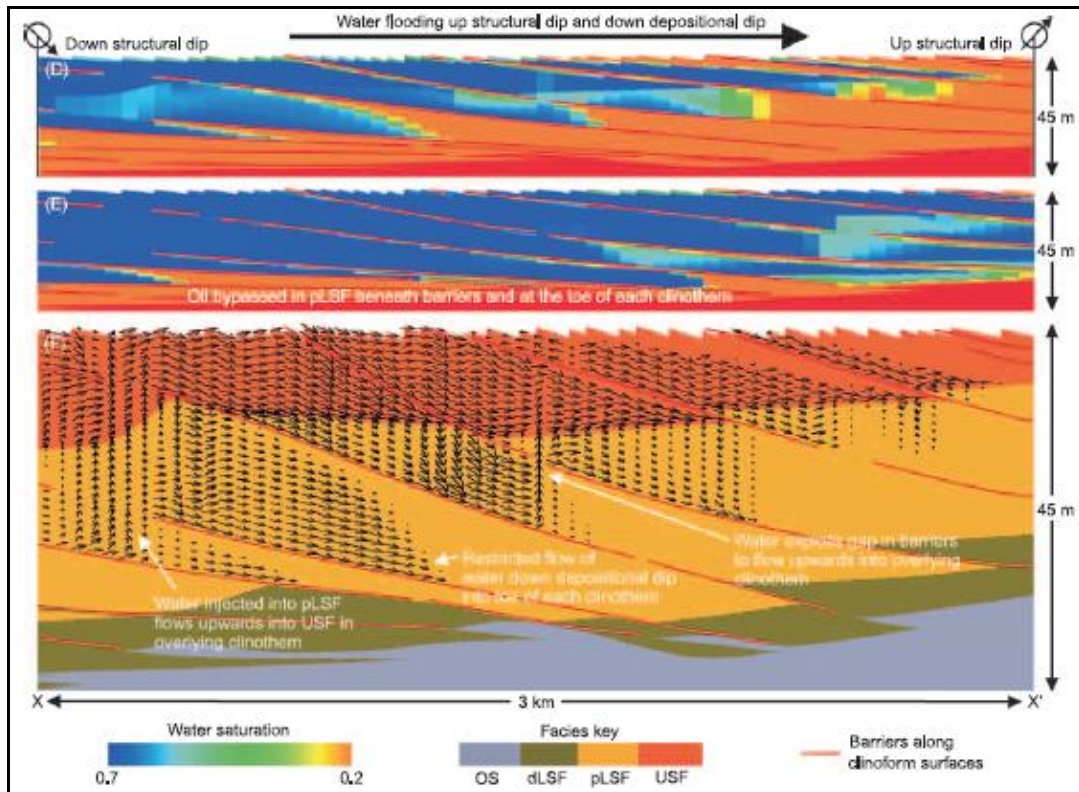 Water flooding up structural dip and down depositional dip
Down structural dip
Up structural dip
(D)
45 m
(E)
45 m
Oil bypassed in pLSF beneath barriers and at the toe of each clinothem
(F)
45 m
Water exploits gap in barriers
to flow upwards into overlying
clinothem
Restricted flow of
water down depositional dip
into toe of each clinothem
Water injected into pLSF
flows upwards into USF in
overlying clinothem
X
3 km
X'
Water saturation
0.7
0.2
Facies key
OS
dLSF
pLSF
USF
Barriers along
clinoform surfaces